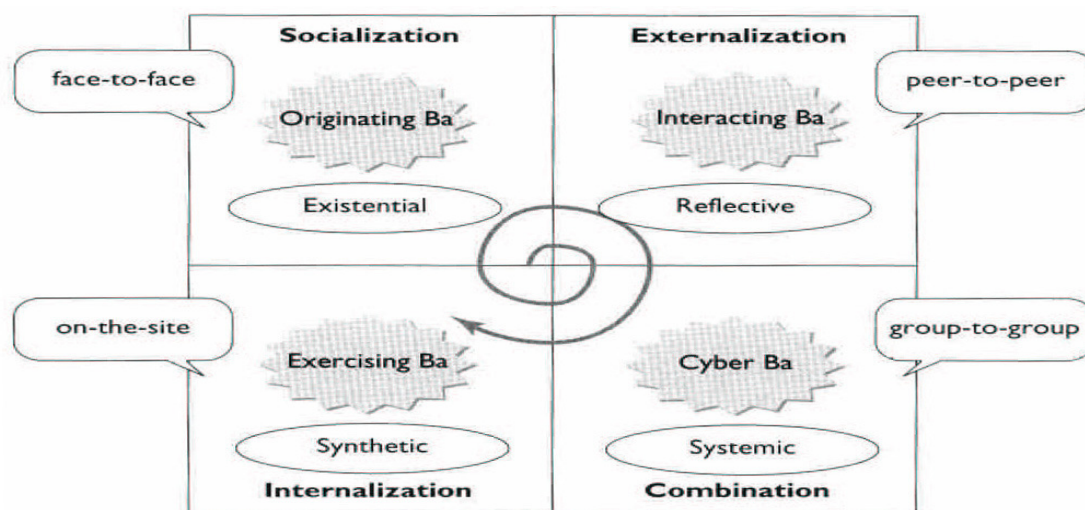 Socialization
Externalization
face-to-face
peer-to-peer
Originating Ba
Interacting Ba
Existential
Reflective
on-the-site
group-to-group
Exercising Ba
Cyber Ba
Synthetic
Systemic
Internalization
Combination